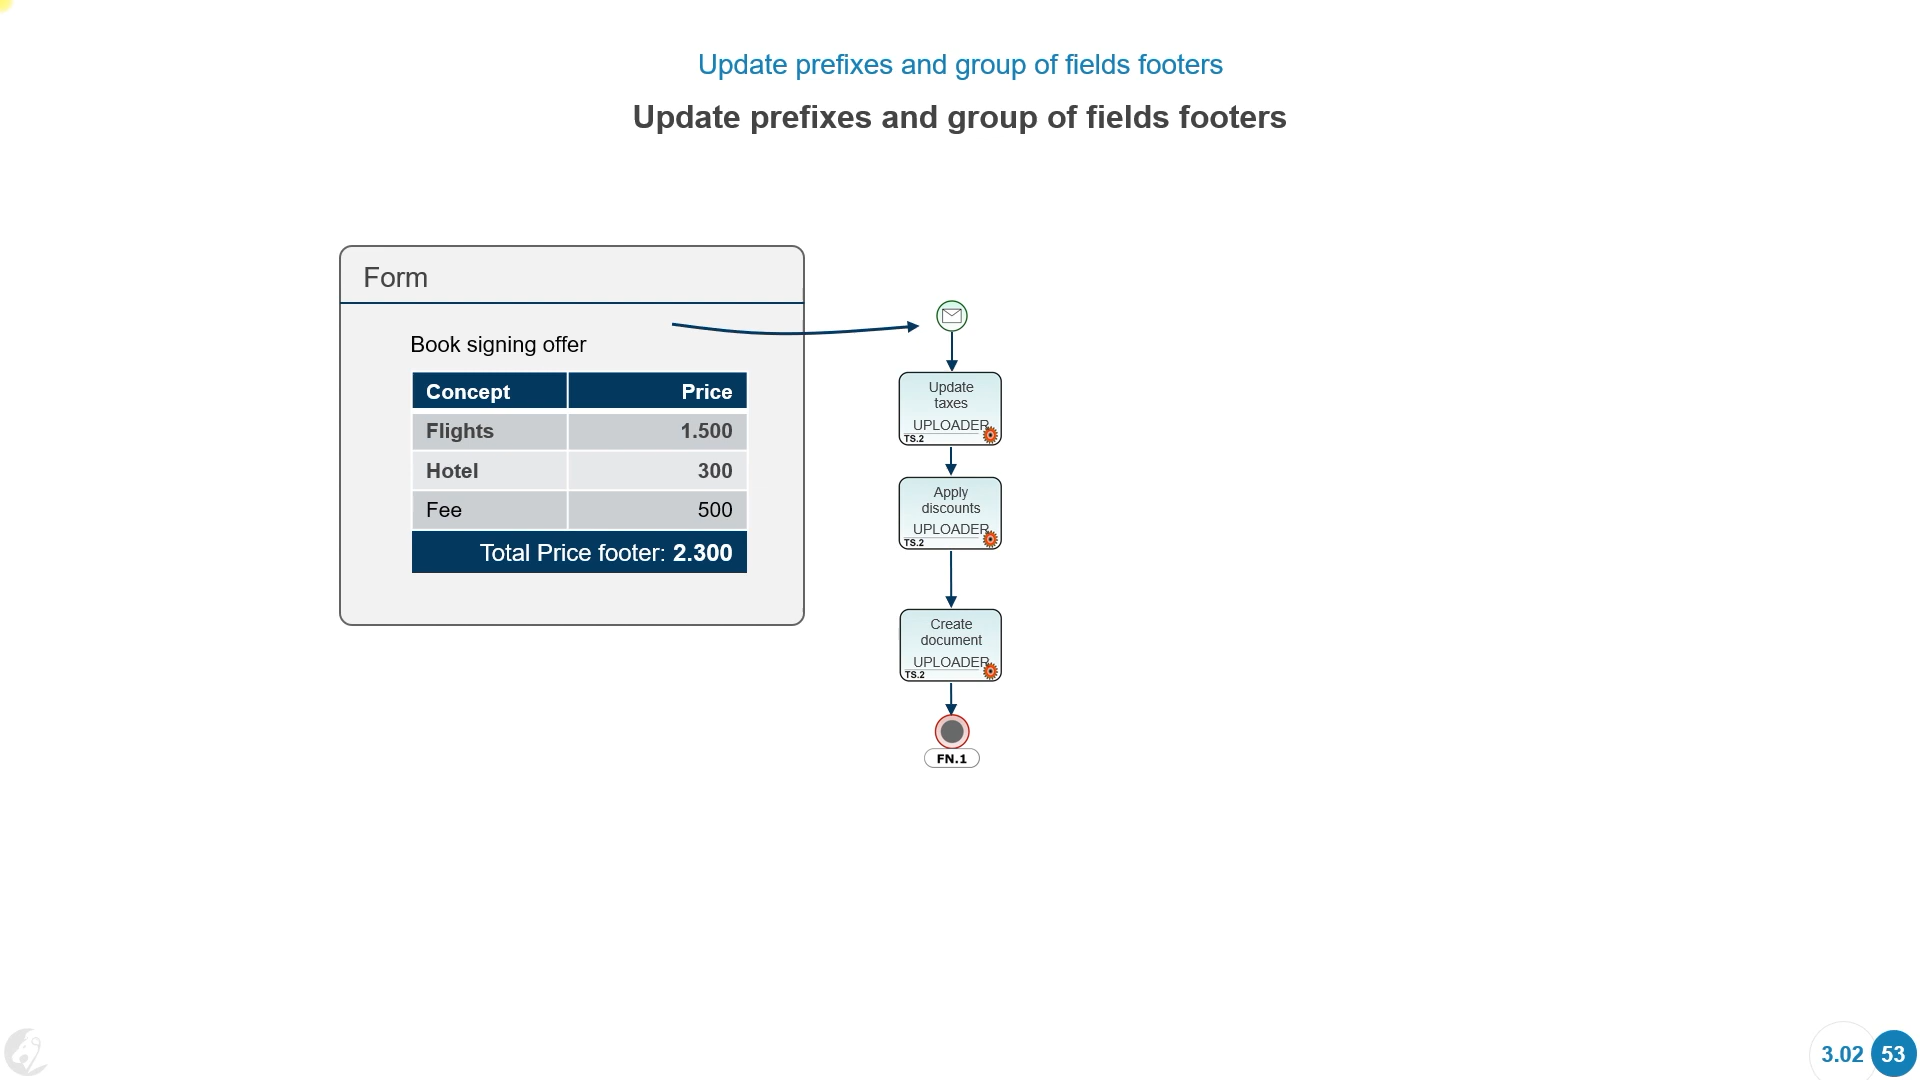 Update prefixes and group of fields footers
Update prefixes and group of fields footers
Form
Book signing offer
Concept Price
Flights 1.500
Hotel 300
Fee 500
Total Price footer: 2.300
Update
taxes
UPLOADER
TS.2
Apply
discounts
UPLOADER
TS.2
Create
document
UPLOADER
TS.2
FN.1
3.02 53